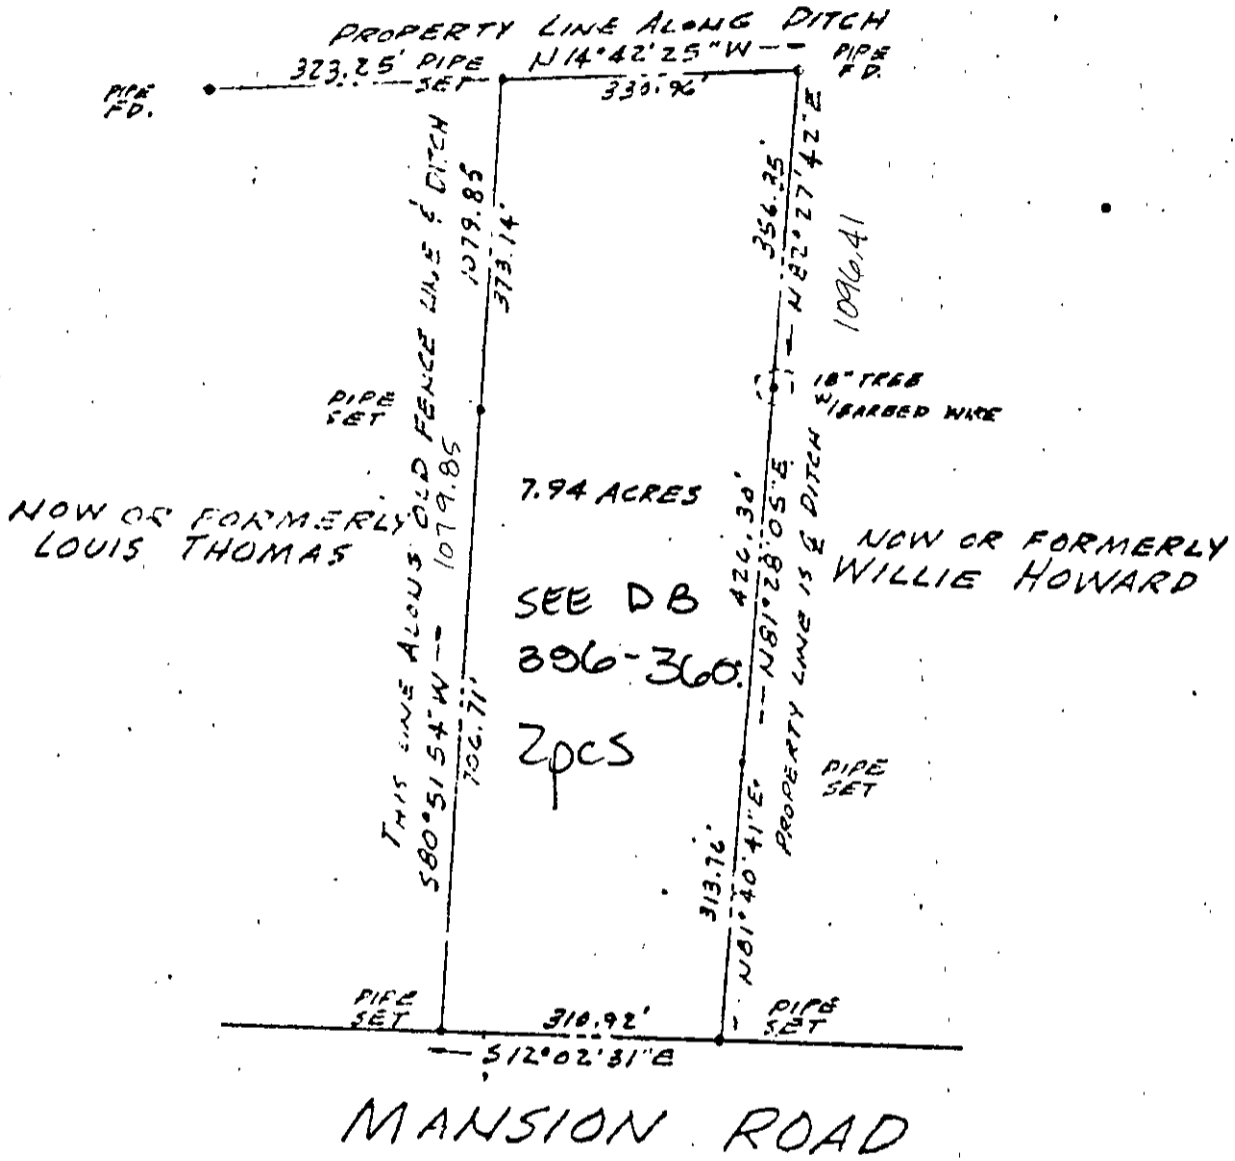 PROPERTY LINE ALONG DITCH
N14°42'25"W
330.96'
323.25'
PIPE
SET
PIPE
FD.
PIPE
FD.
THIS LINE ALONG OLD FENCE LINE & DITCH
1079.85
373.14'
356.25'
N82°27'42"E
1096.41
18" TREE
W/BARBED WIRE
PIPE
SET
1079.85
7.94 ACRES
NOW OR FORMERLY
LOUIS THOMAS
426.30'
N81°28'05"E
PROPERTY LINE IS ℄ DITCH
NOW OR FORMERLY
WILLIE HOWARD
SEE DB
396-360
2pcs
S80°51'54"W
706.71'
313.76'
N81°40'41"E
PIPE
SET
PIPE
SET
310.92'
S12°02'31"E
PIPE
SET
MANSION ROAD